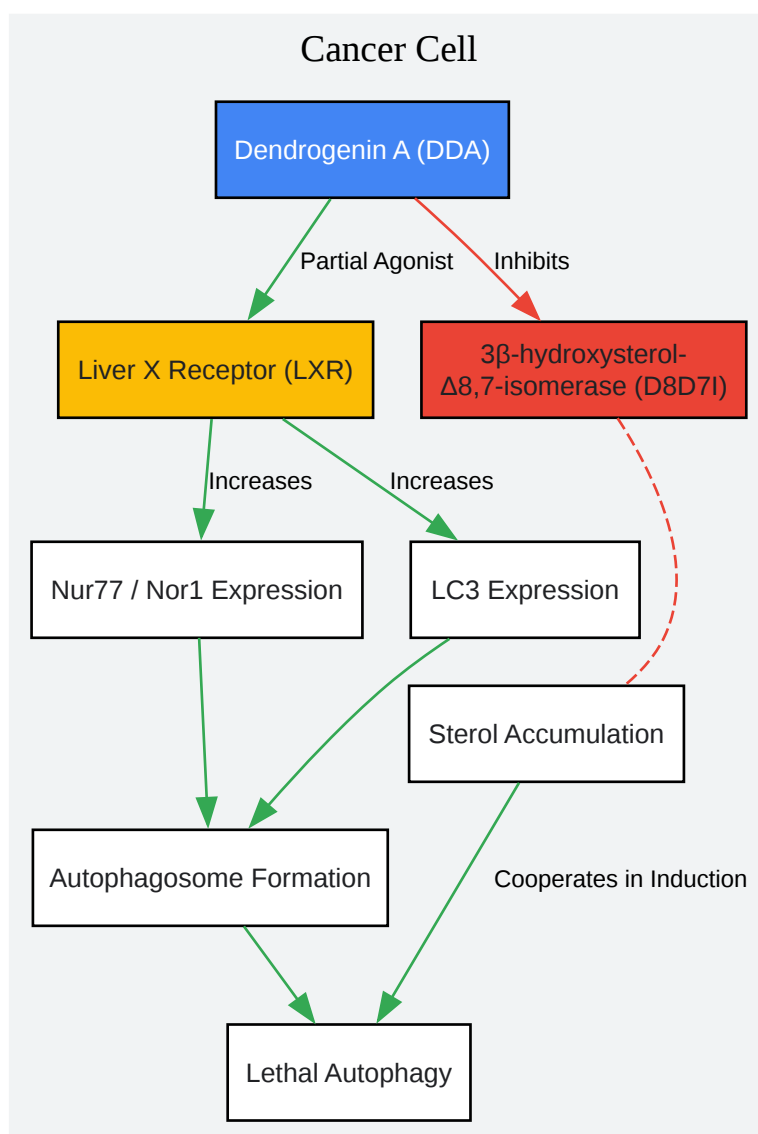 Cancer Cell
Dendrogenin A (DDA)
Partial Agonist
Inhibits
Liver X Receptor (LXR)
3β-hydroxysterol-
Δ8,7-isomerase (D8D7I)
Increases
Increases
Nur77 / Nor1 Expression
LC3 Expression
Sterol Accumulation
Autophagosome Formation
Cooperates in Induction
Lethal Autophagy